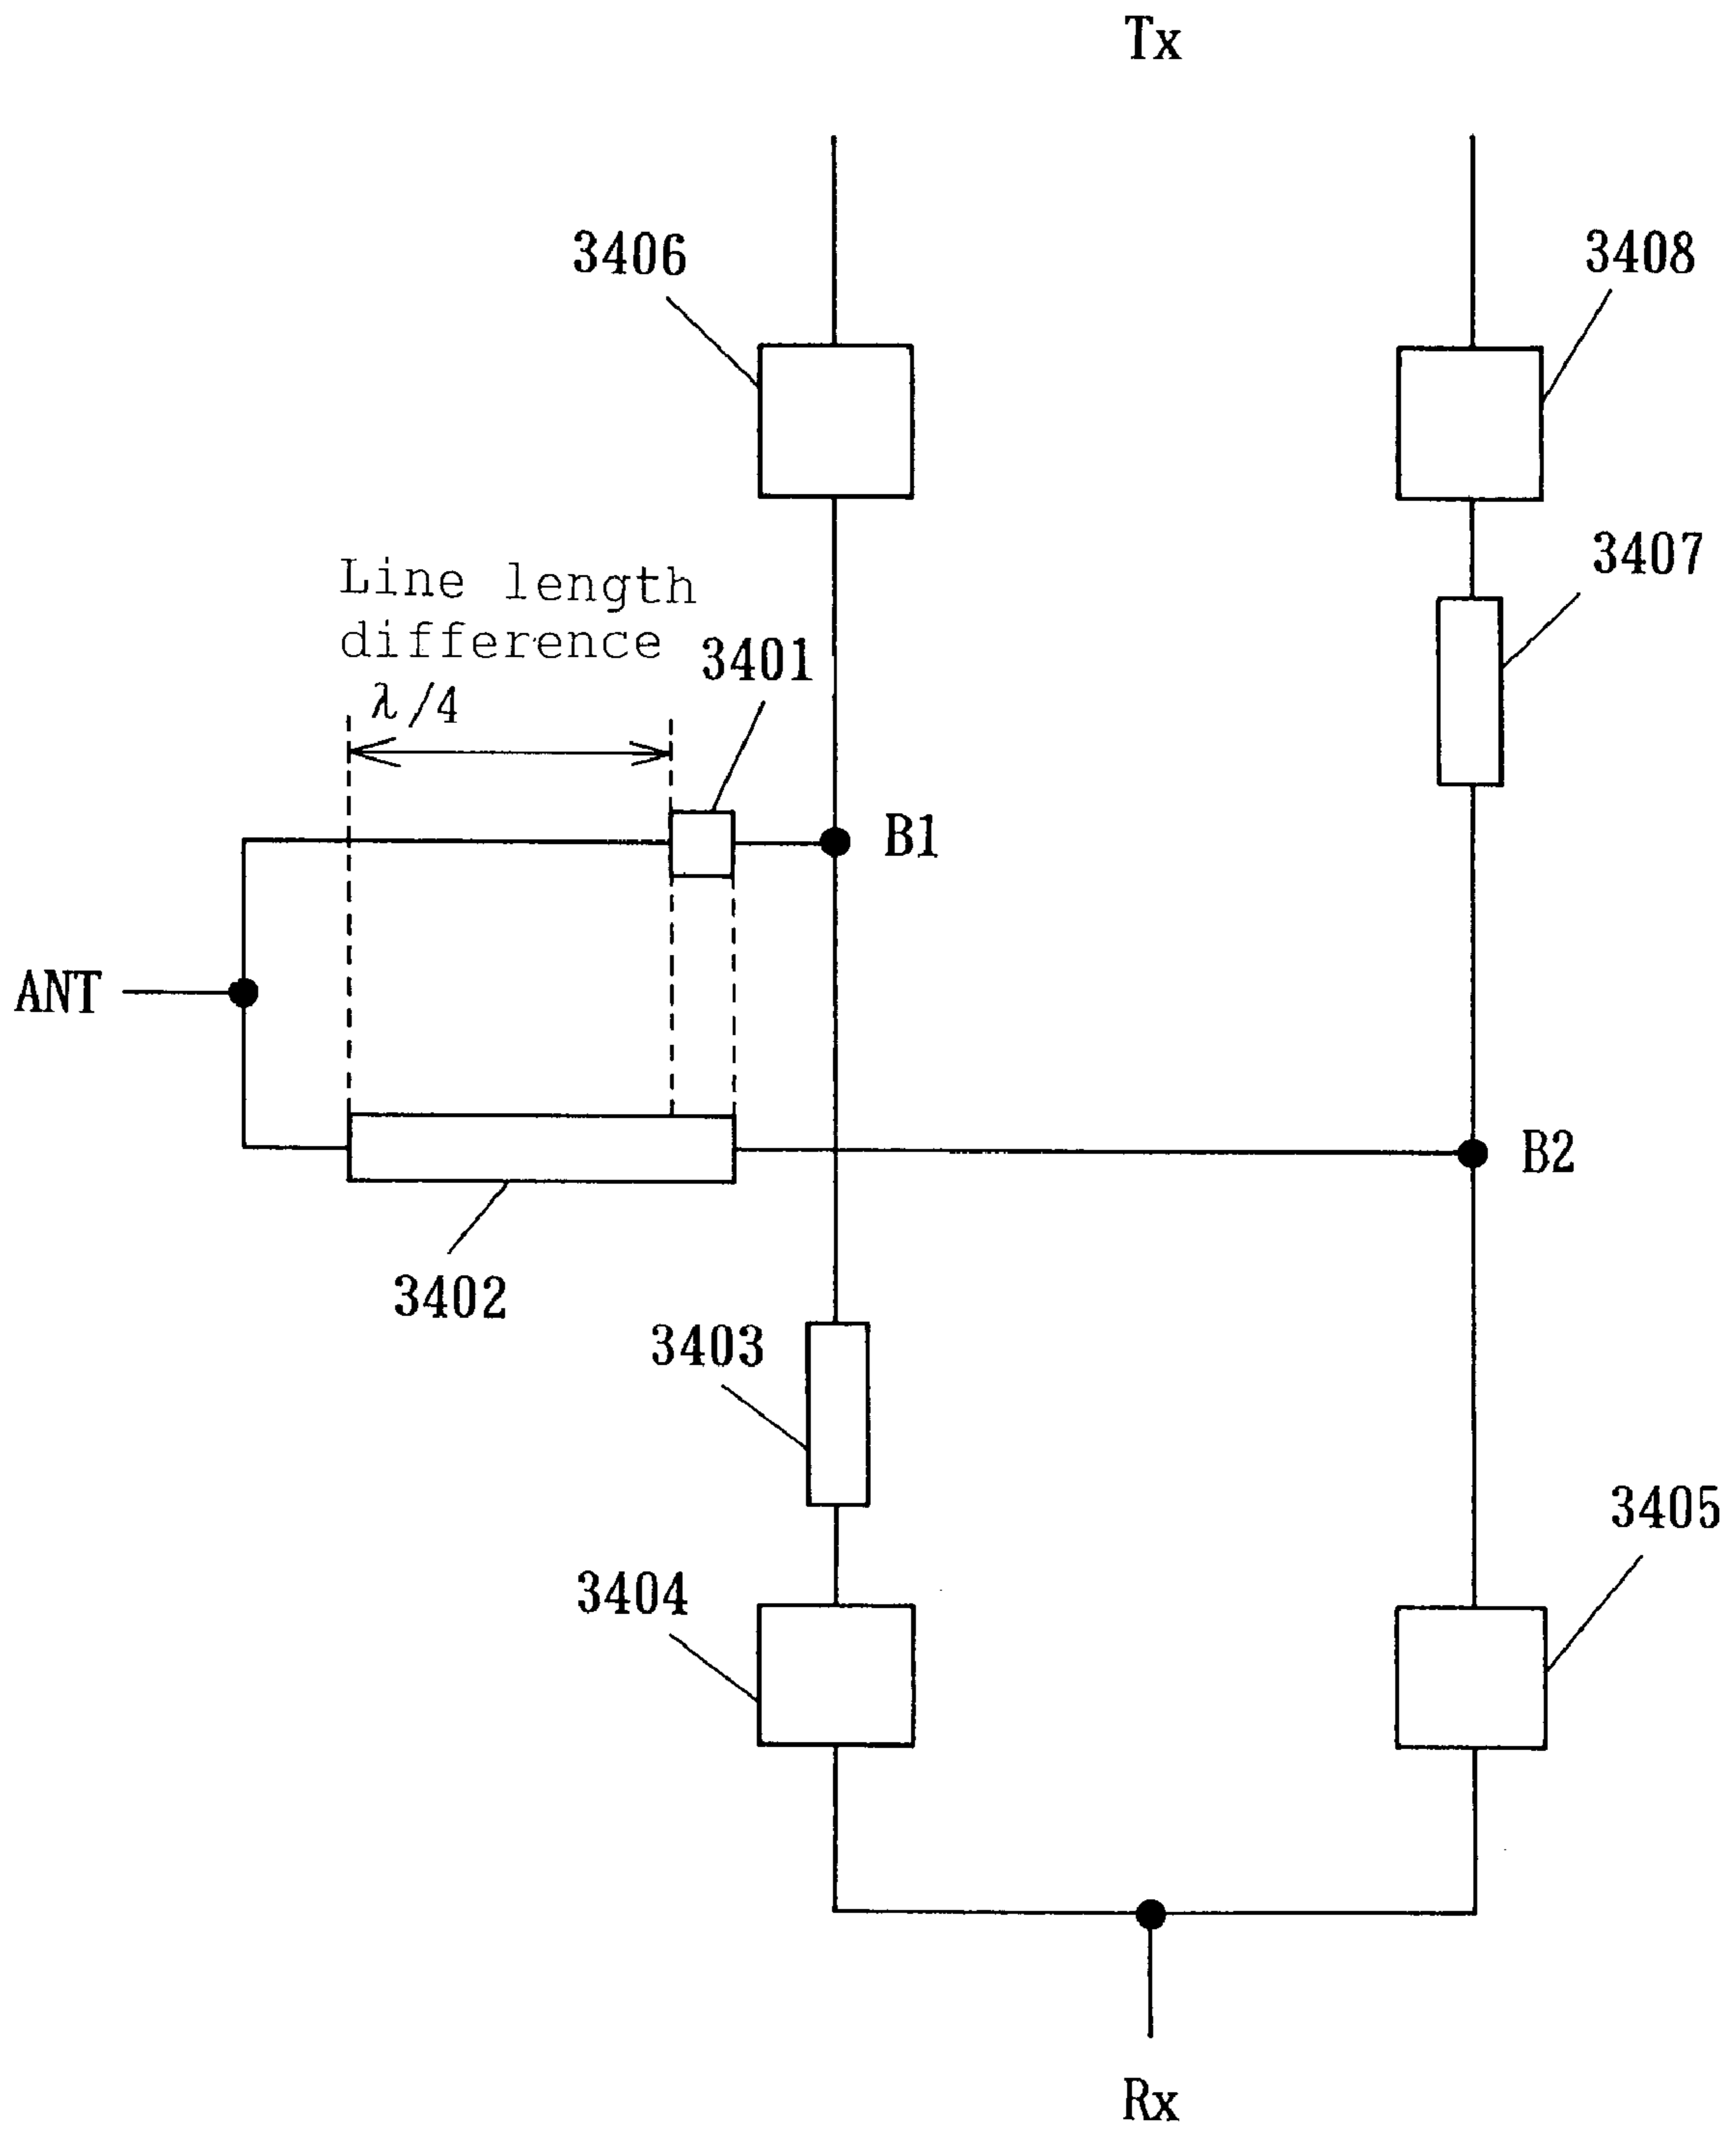 Tx
3406
3408
3407
Line length
difference
λ/4
3401
B1
ANT
B2
3402
3403
3405
3404
Rx